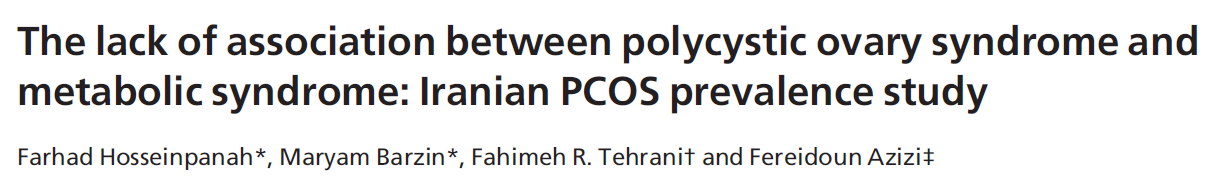 The lack of association between polycystic ovary syndrome and
metabolic syndrome: Iranian PCOS prevalence study
Farhad Hosseinpanah*, Maryam Barzin*, Fahimeh R. Tehrani† and Fereidoun Azizi‡